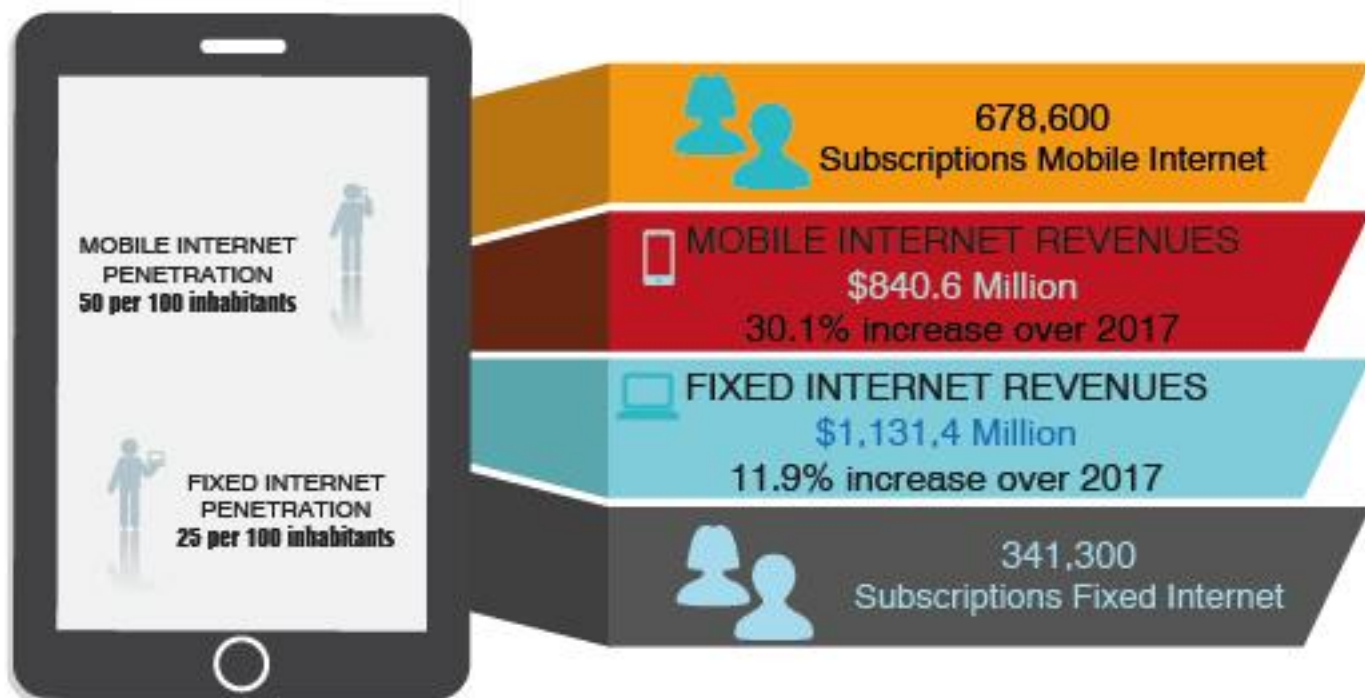 MOBILE INTERNET
PENETRATION
50 per 100 inhabitants
FIXED INTERNET
PENETRATION
25 per 100 inhabitants
678,600
Subscriptions Mobile Internet
MOBILE INTERNET REVENUES
$840.6 Million
30.1% increase over 2017
FIXED INTERNET REVENUES
$1,131,4 Million
11.9% increase over 2017
341,300
Subscriptions Fixed Internet